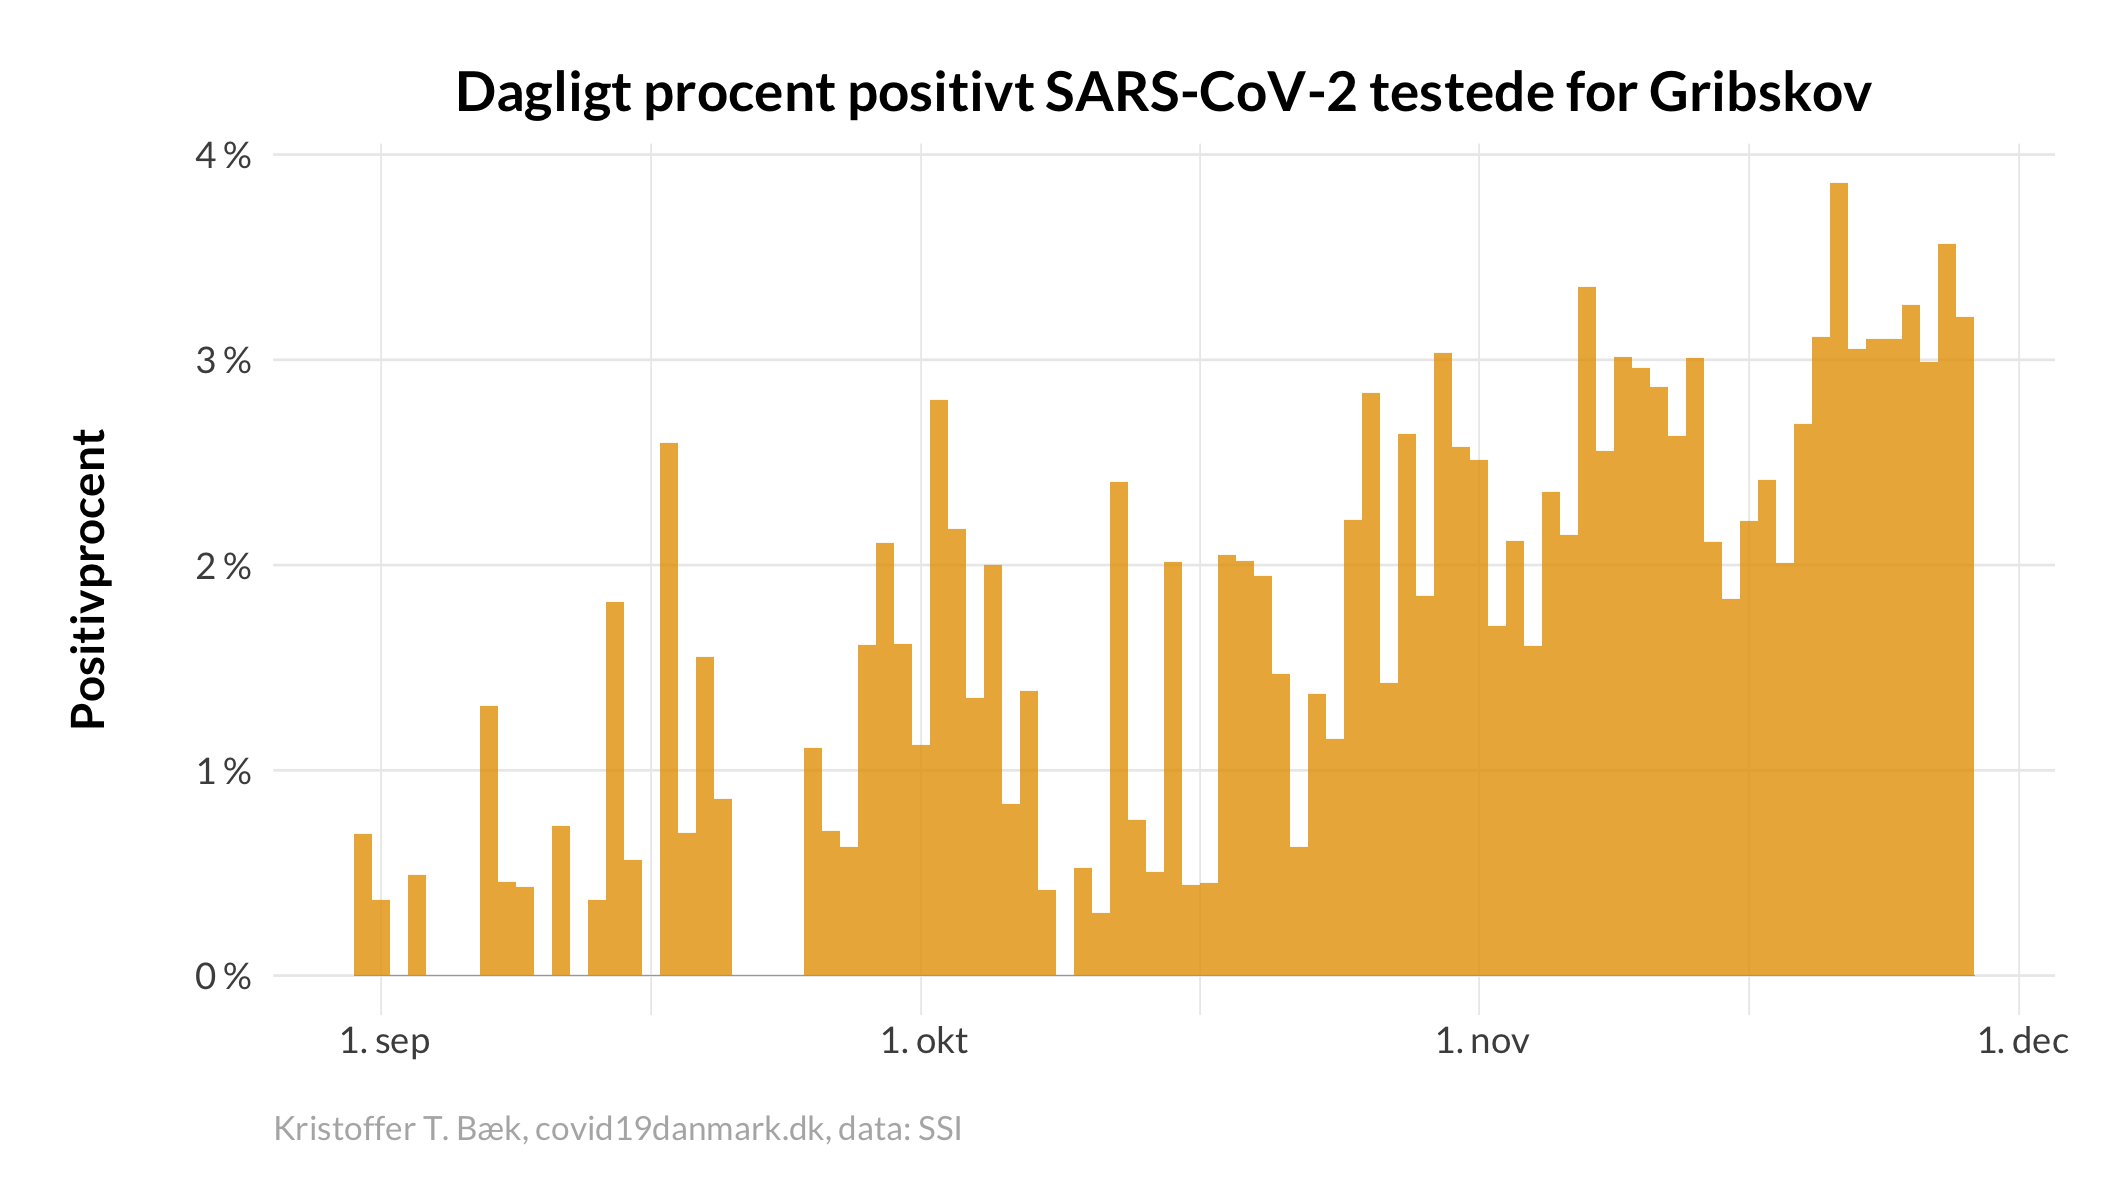 Dagligt procent positivt SARS-CoV-2 testede for Gribskov
Positivprocent
4 %
3 %
2 %
1 %
0 %
1. sep
1. okt
1. nov
1. dec
Kristoffer T. Bæk, covid19danmark.dk, data: SSI